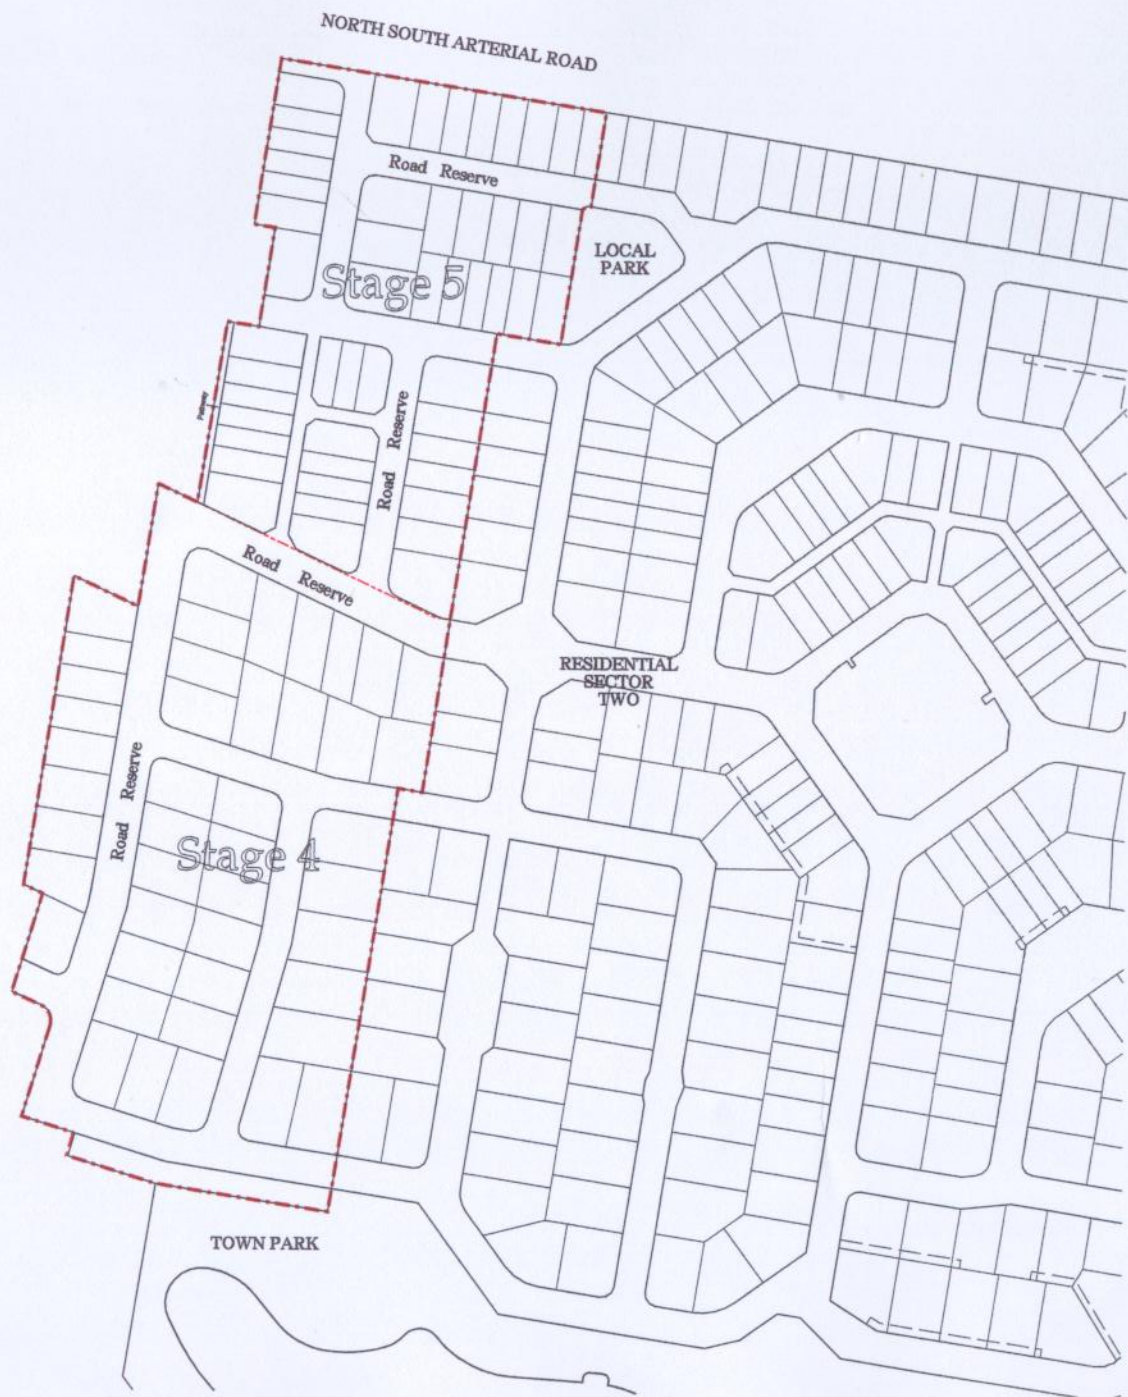 NORTH SOUTH ARTERIAL ROAD
Road Reserve
LOCAL
PARK
Stage 5
Pathway
Road Reserve
Road Reserve
RESIDENTIAL
SECTOR
TWO
Road Reserve
Stage 4
TOWN PARK